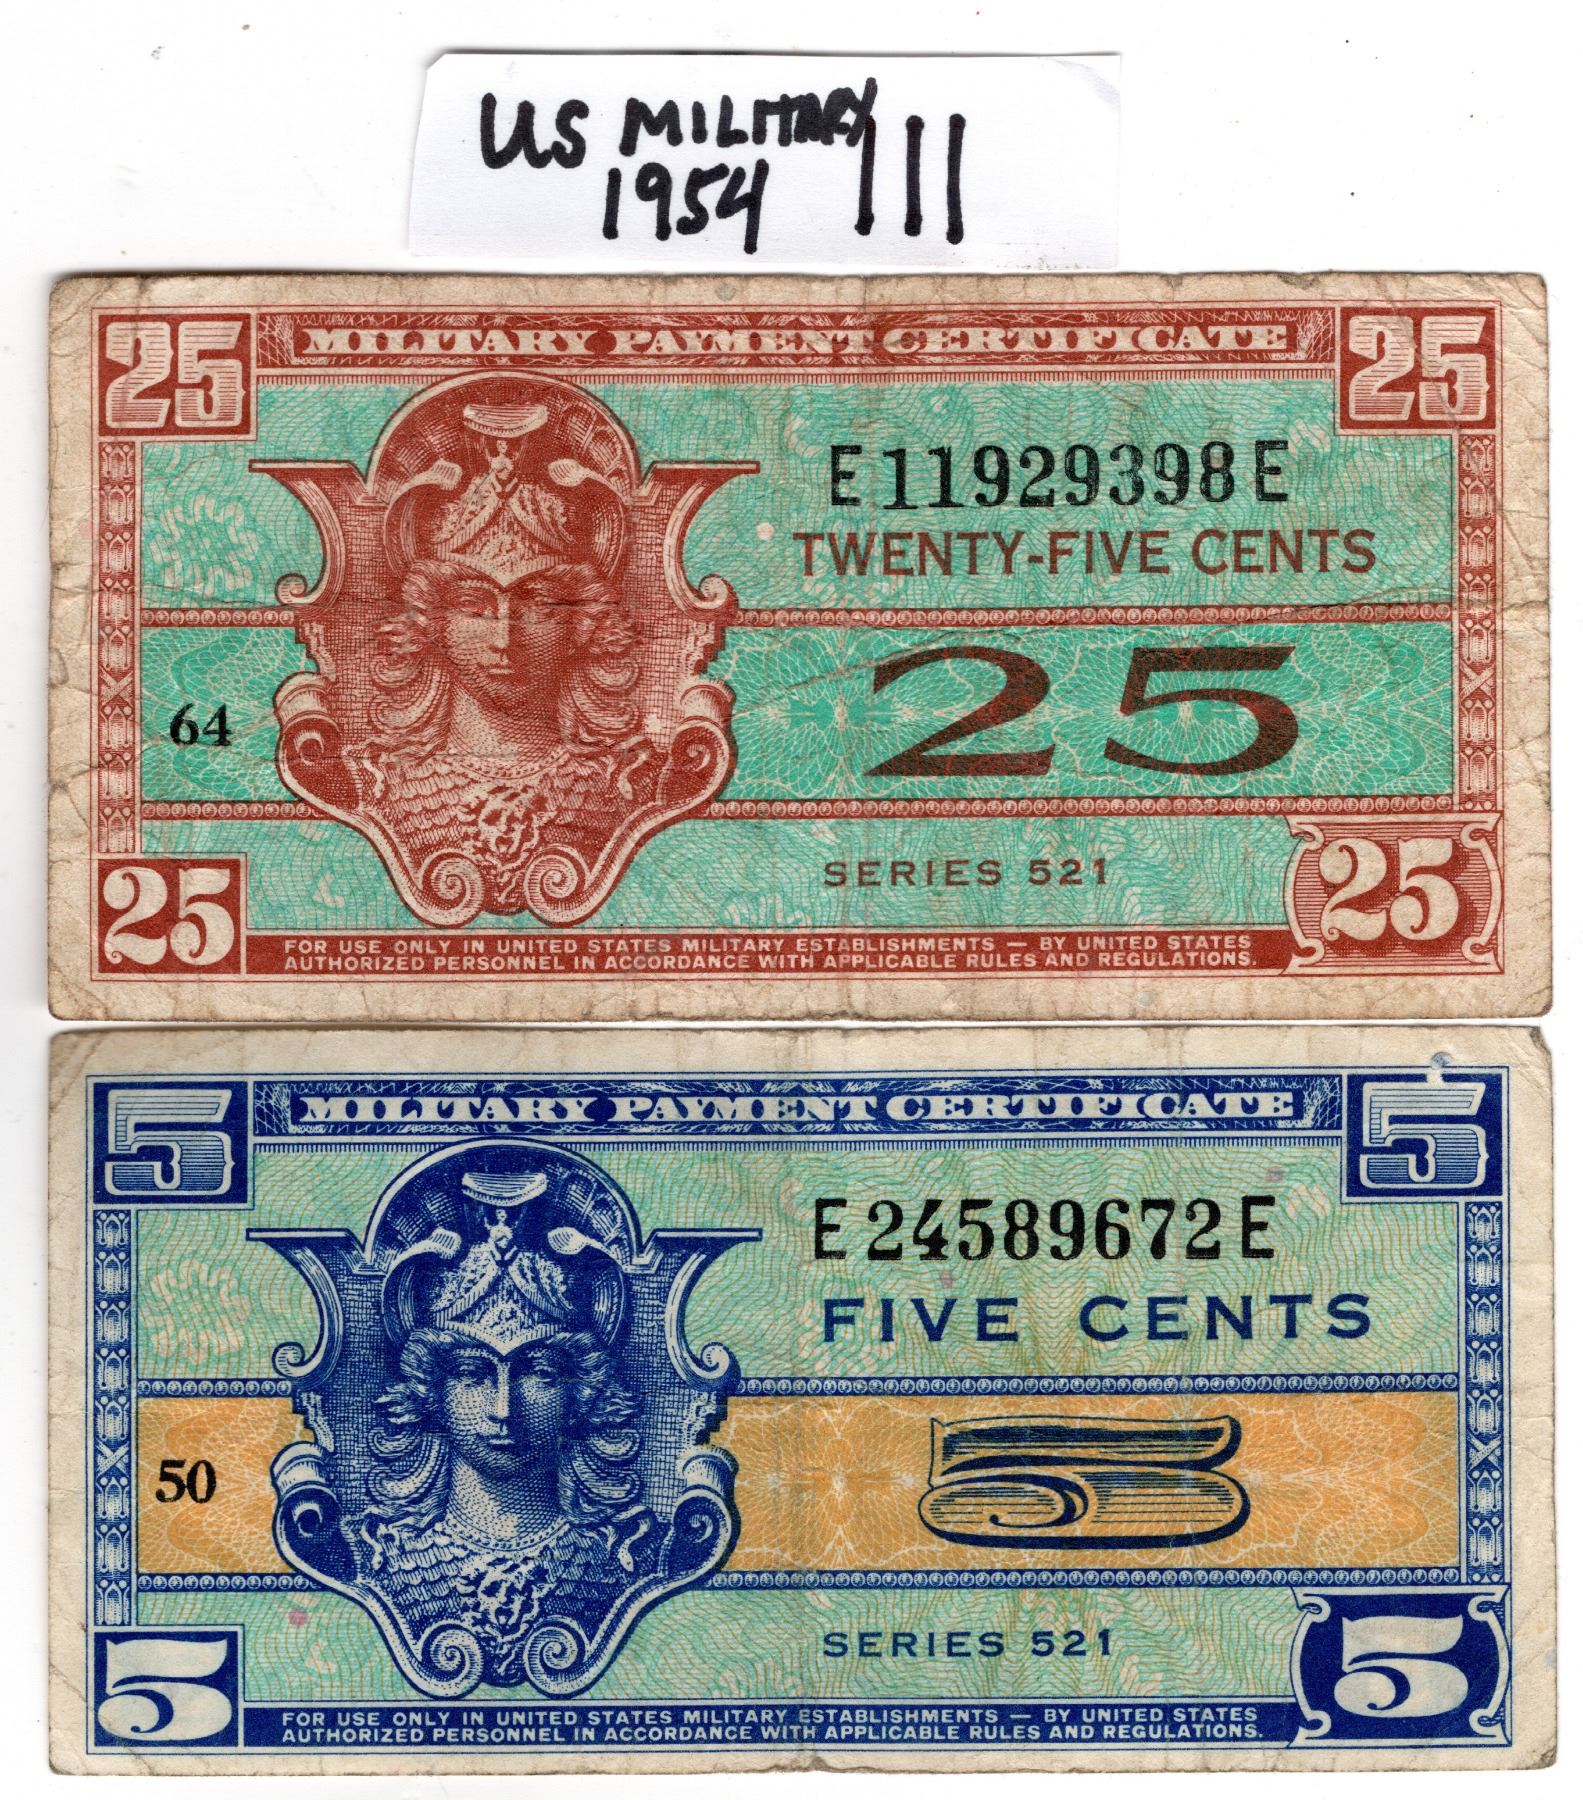 US MILITARY
1954 111
25 MILITARY PAYMENT CERTIFICATE 25
E11929398E
TWENTY-FIVE CENTS
64 25
SERIES 521
25 25
FOR USE ONLY IN UNITED STATES MILITARY ESTABLISHMENTS — BY UNITED STATES
AUTHORIZED PERSONNEL IN ACCORDANCE WITH APPLICABLE RULES AND REGULATIONS.
5 MILITARY PAYMENT CERTIFICATE 5
E24589672E
FIVE CENTS
50 5
SERIES 521
5 5
FOR USE ONLY IN UNITED STATES MILITARY ESTABLISHMENTS — BY UNITED STATES
AUTHORIZED PERSONNEL IN ACCORDANCE WITH APPLICABLE RULES AND REGULATIONS.